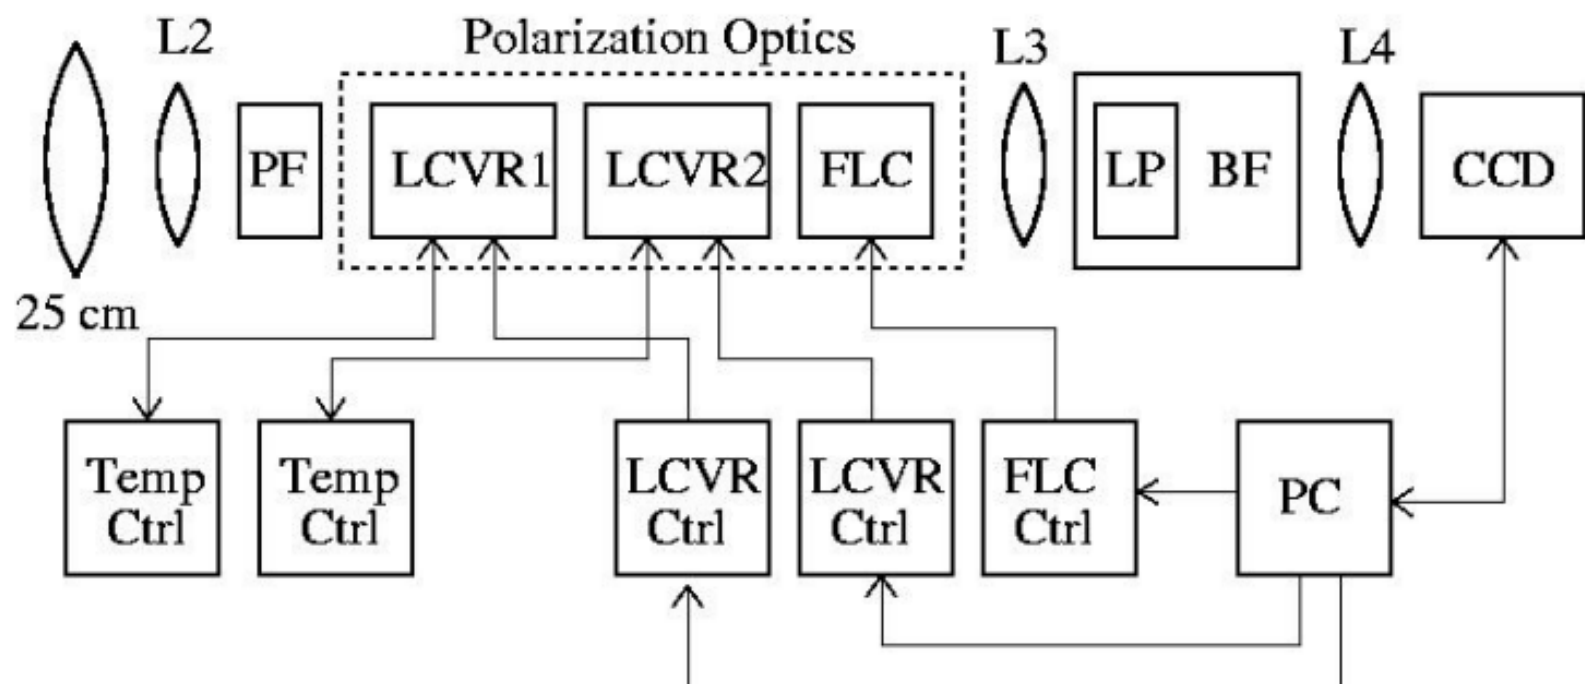 L2
Polarization Optics
L3
L4
PF
LCVR1
LCVR2
FLC
LP
BF
CCD
25 cm
Temp
Ctrl
Temp
Ctrl
LCVR
Ctrl
LCVR
Ctrl
FLC
Ctrl
PC